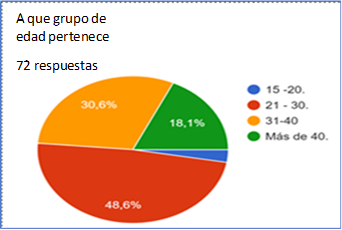 A que grupo de
edad pertenece
72 respuestas
15 -20.
21 - 30.
31-40
Más de 40.
30,6%
18,1%
48,6%